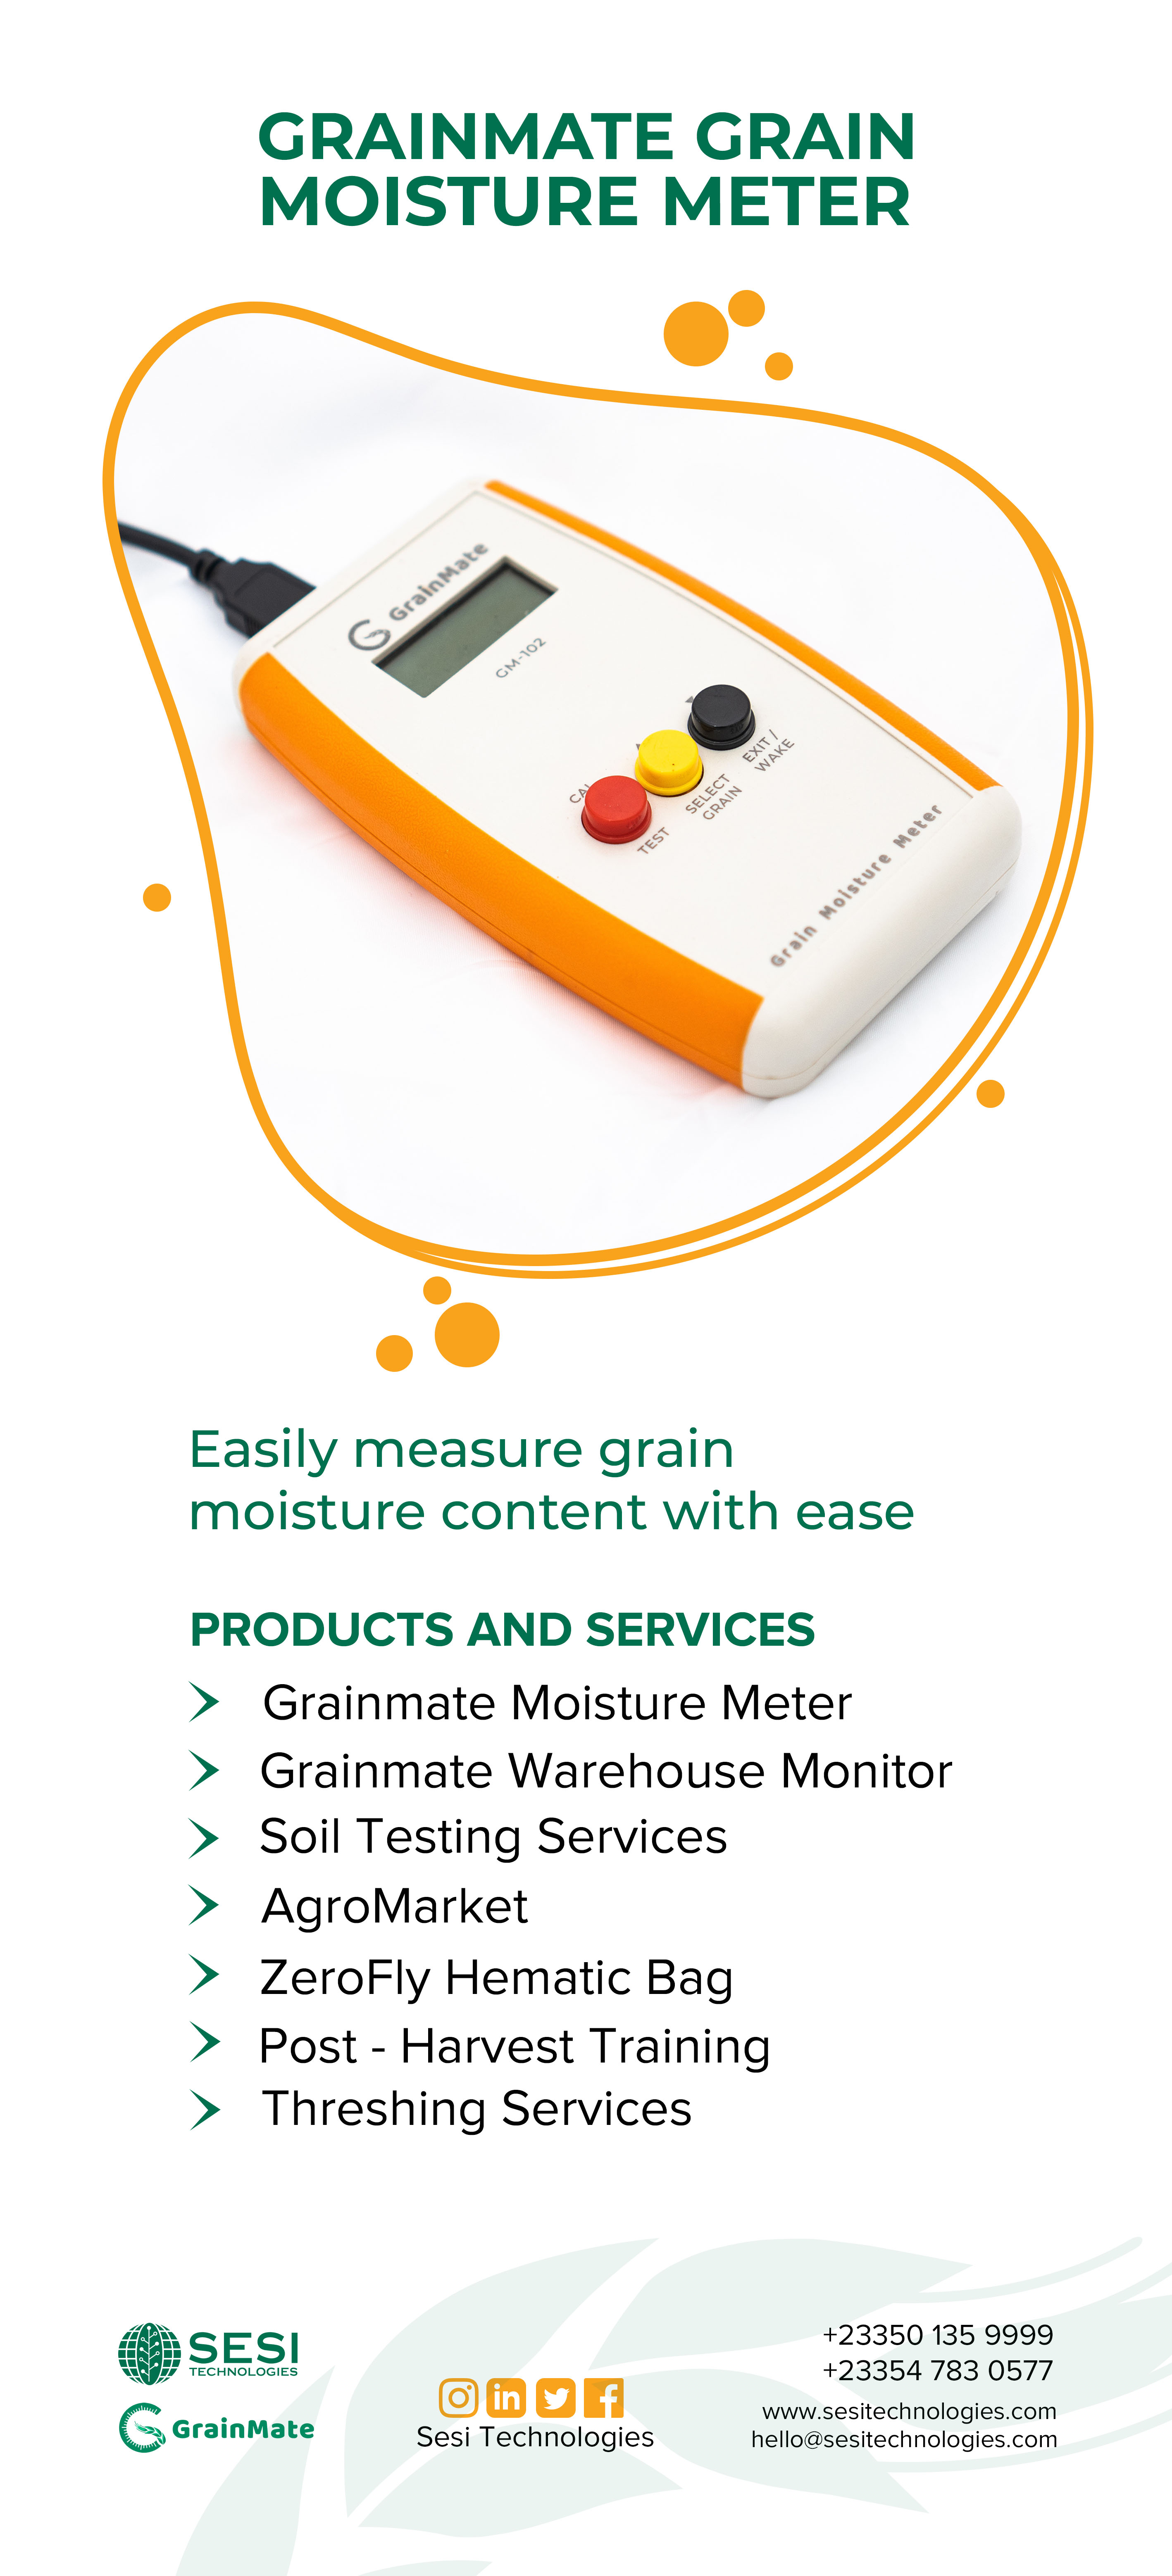 GRAINMATE GRAIN
MOISTURE METER
GrainMate
GM-102
EXIT /
WAKE
SELECT
GRAIN
TEST
Grain Moisture Meter
Easily measure grain
moisture content with ease
PRODUCTS AND SERVICES
Grainmate Moisture Meter
Grainmate Warehouse Monitor
Soil Testing Services
AgroMarket
ZeroFly Hematic Bag
Post - Harvest Training
Threshing Services
SESI
TECHNOLOGIES
GrainMate
Sesi Technologies
+23350 135 9999
+23354 783 0577
www.sesitechnologies.com
hello@sesitechnologies.com